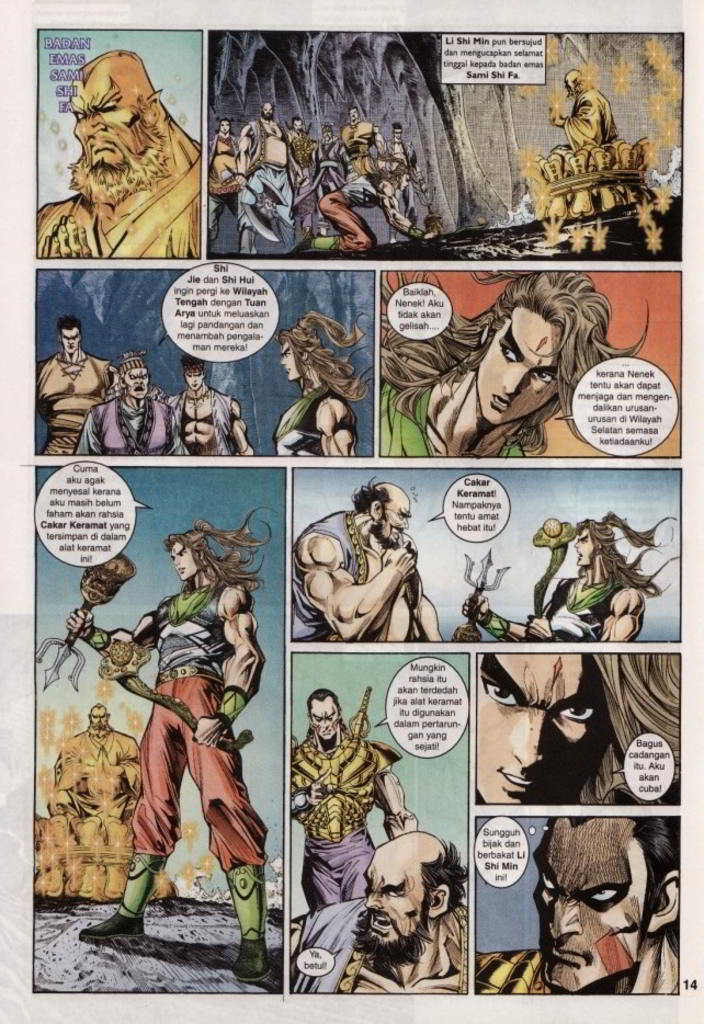 BADAN
EMAS
SAMI
SHI
FA
Li Shi Min pun bersujud
dan mengucapkan selamat
tinggal kepada badan emas
Sami Shi Fa.
Shi
Jie dan Shi Hui
ingin pergi ke Wilayah
Tengah dengan Tuan
Arya untuk meluaskan
lagi pandangan dan
menambah pengala-
man mereka!
Baiklah,
Nenek! Aku
tidak akan
gelisah....
kerana Nenek
tentu akan dapat
menjaga dan mengen-
dalikan urusan-
urusan di Wilayah
Selatan semasa
ketiadaanku!
Cuma
aku agak
menyesal kerana
aku masih belum
faham akan rahsia
Cakar Keramat yang
tersimpan di dalam
alat keramat
ini!
Cakar
Keramat!
Nampaknya
tentu amat
hebat itu!
Mungkin
rahsia itu
akan terdedah
jika alat keramat
itu digunakan
dalam pertarun-
gan yang
sejati!
Ya,
betul!
Bagus
cadangan
itu. Aku
akan
cuba!
Sungguh
bijak dan
berbakat Li
Shi Min
ini!
14